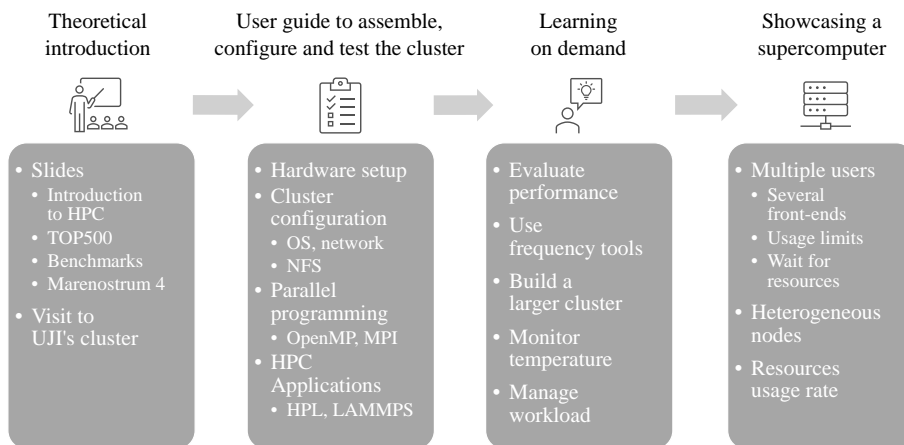 Theoretical
introduction
• Slides
• Introduction
to HPC
• TOP500
• Benchmarks
• Marenostrum 4
• Visit to
UJI's cluster
User guide to assemble,
configure and test the cluster
• Hardware setup
• Cluster
configuration
• OS, network
• NFS
• Parallel
programming
• OpenMP, MPI
• HPC
Applications
• HPL, LAMMPS
Learning
on demand
• Evaluate
performance
• Use
frequency tools
• Build a
larger cluster
• Monitor
temperature
• Manage
workload
Showcasing a
supercomputer
• Multiple users
• Several
front-ends
• Usage limits
• Wait for
resources
• Heterogeneous
nodes
• Resources
usage rate